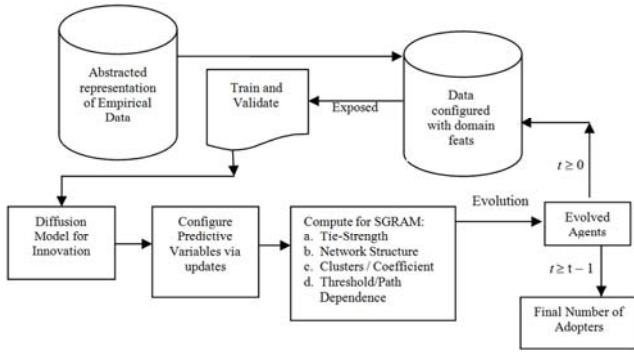 Abstracted
representation
of Empirical
Data
Train and
Validate
Exposed
Data
configured
with domain
feats
t ≥ 0
Diffusion
Model for
Innovation
Configure
Predictive
Variables via
updates
Compute for SGRAM:
a. Tie-Strength
b. Network Structure
c. Clusters / Coefficient
d. Threshold/Path
Dependence
Evolution
Evolved
Agents
t ≥ t – 1
Final Number of
Adopters